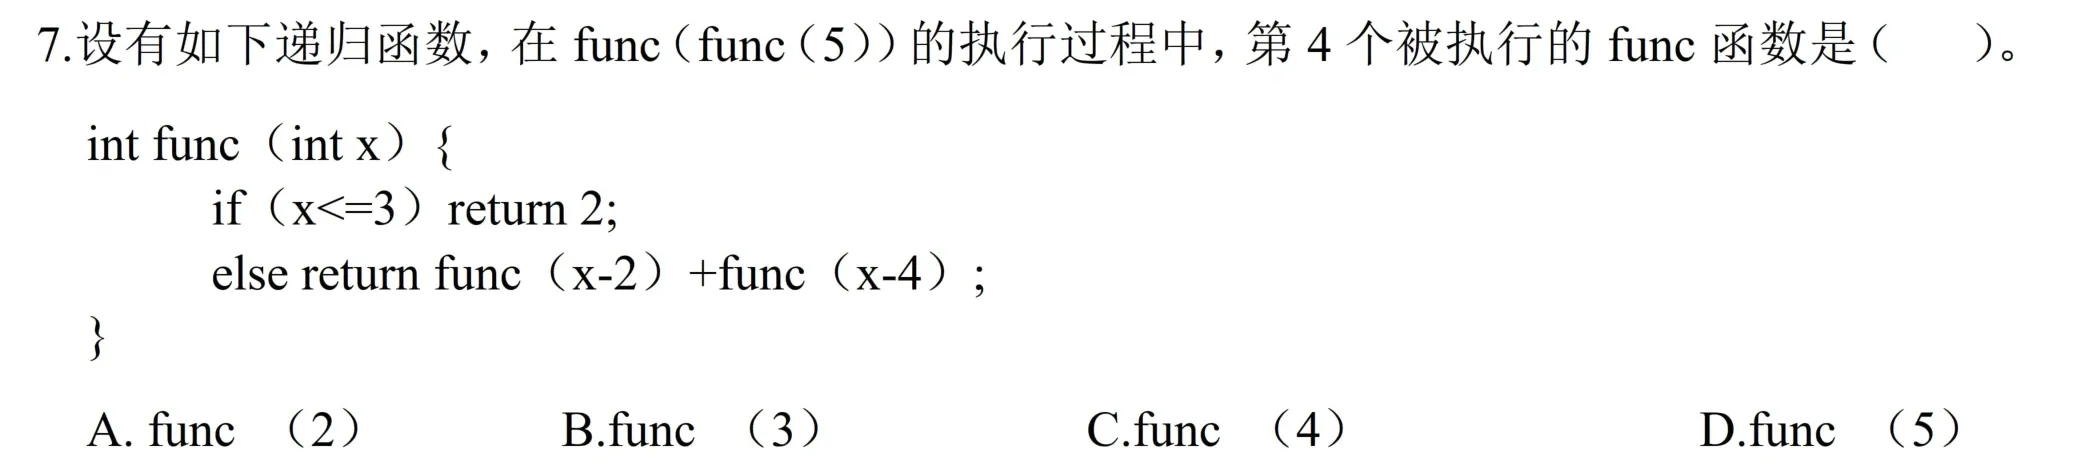 7.设有如下递归函数，在 func（func（5））的执行过程中，第 4 个被执行的 func 函数是（　　）。
int func（int x）{
if（x<=3）return 2;
else return func（x-2）+func（x-4）;
}
A. func （2）　B.func （3）　C.func （4）　D.func （5）